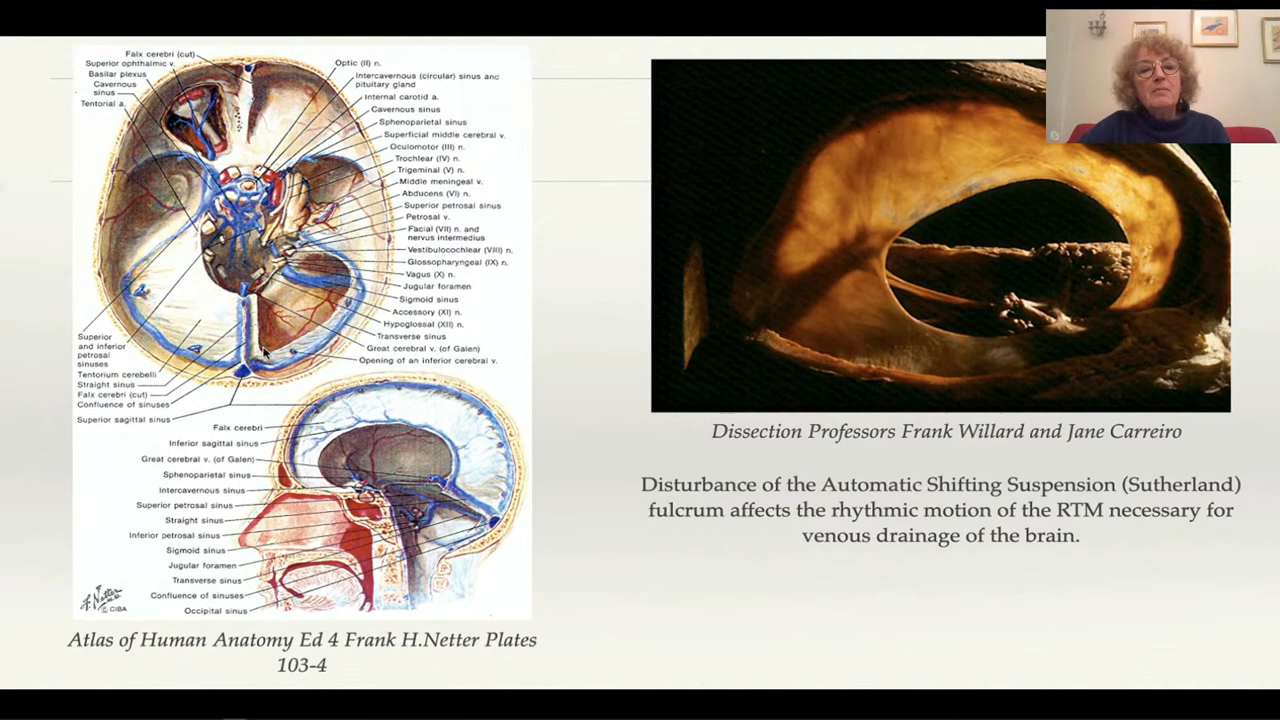 Falx cerebri (cut)
Superior ophthalmic v.
Basilar plexus
Cavernous
sinus
Tentorial a.
Optic (II) n.
Intercavernous (circular) sinus and
pituitary gland
Internal carotid a.
Cavernous sinus
Sphenoparietal sinus
Superficial middle cerebral v.
Oculomotor (III) n.
Trochlear (IV) n.
Trigeminal (V) n.
Middle meningeal v.
Abducens (VI) n.
Superior petrosal sinus
Petrosal v.
Facial (VII) n. and
nervus intermedius
Vestibulocochlear (VIII) n.
Glossopharyngeal (IX) n.
Vagus (X) n.
Jugular foramen
Sigmoid sinus
Accessory (XI) n.
Hypoglossal (XII) n.
Transverse sinus
Great cerebral v. (of Galen)
Opening of an inferior cerebral v.
Superior
and inferior
petrosal
sinuses
Tentorium cerebelli
Straight sinus
Falx cerebri (cut)
Confluence of sinuses
Superior sagittal sinus
Falx cerebri
Inferior sagittal sinus
Great cerebral v. (of Galen)
Sphenoparietal sinus
Intercavernous sinus
Superior petrosal sinus
Straight sinus
Inferior petrosal sinus
Sigmoid sinus
Jugular foramen
Transverse sinus
Confluence of sinuses
Occipital sinus
F. Netter
M.D.
© CIBA
Atlas of Human Anatomy Ed 4 Frank H.Netter Plates
103-4
Dissection Professors Frank Willard and Jane Carreiro
Disturbance of the Automatic Shifting Suspension (Sutherland)
fulcrum affects the rhythmic motion of the RTM necessary for
venous drainage of the brain.